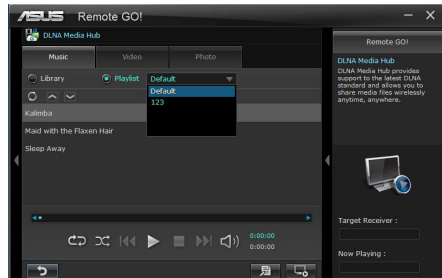 ASUS Remote GO!
DLNA Media Hub
Music Video Photo
Library Playlist Default
Default
123
Kalimba
Maid with the Flaxen Hair
Sleep Away
0:00:00
0:00:00
Remote GO!
DLNA Media Hub
DLNA Media Hub provides
support to the latest DLNA
standard and allows you to
share media files wirelessly
anytime, anywhere.
Target Receiver :
Now Playing :